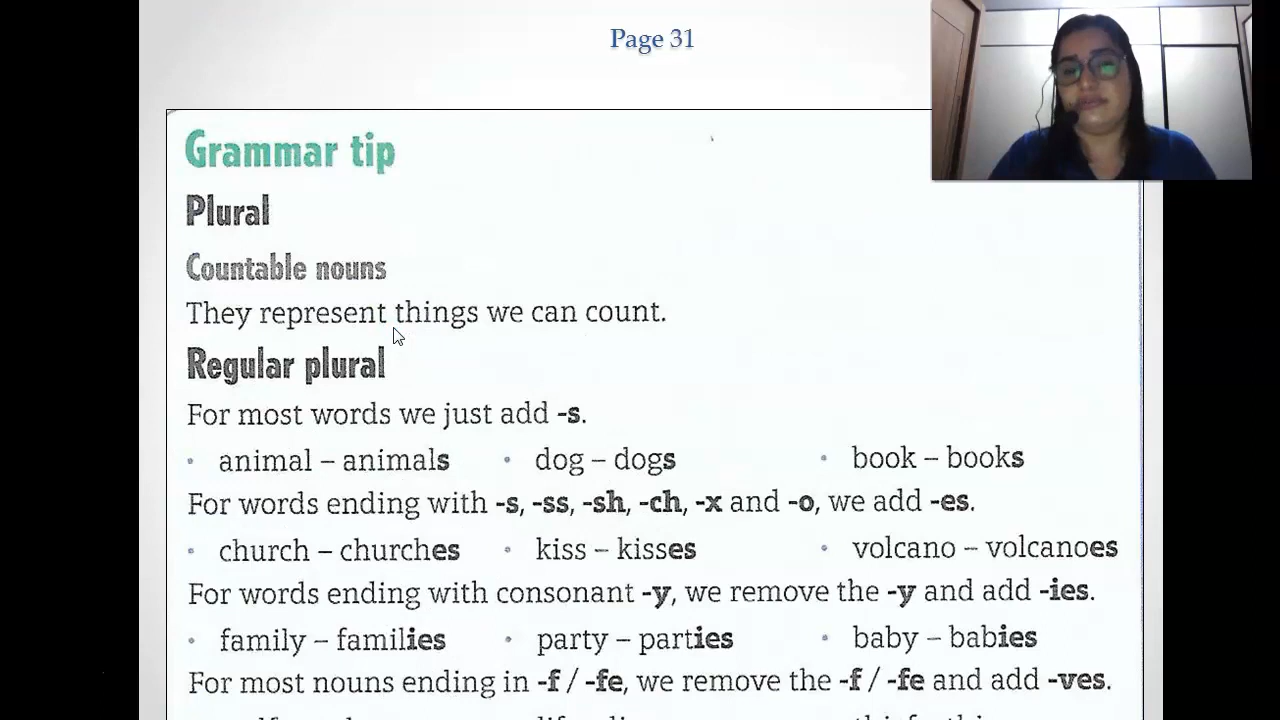 Page 31
Grammar tip
Plural
Countable nouns
They represent things we can count.
Regular plural
For most words we just add -s.
• animal – animals • dog – dogs • book – books
For words ending with -s, -ss, -sh, -ch, -x and -o, we add -es.
• church – churches • kiss – kisses • volcano – volcanoes
For words ending with consonant -y, we remove the -y and add -ies.
• family – families • party – parties • baby – babies
For most nouns ending in -f / -fe, we remove the -f / -fe and add -ves.